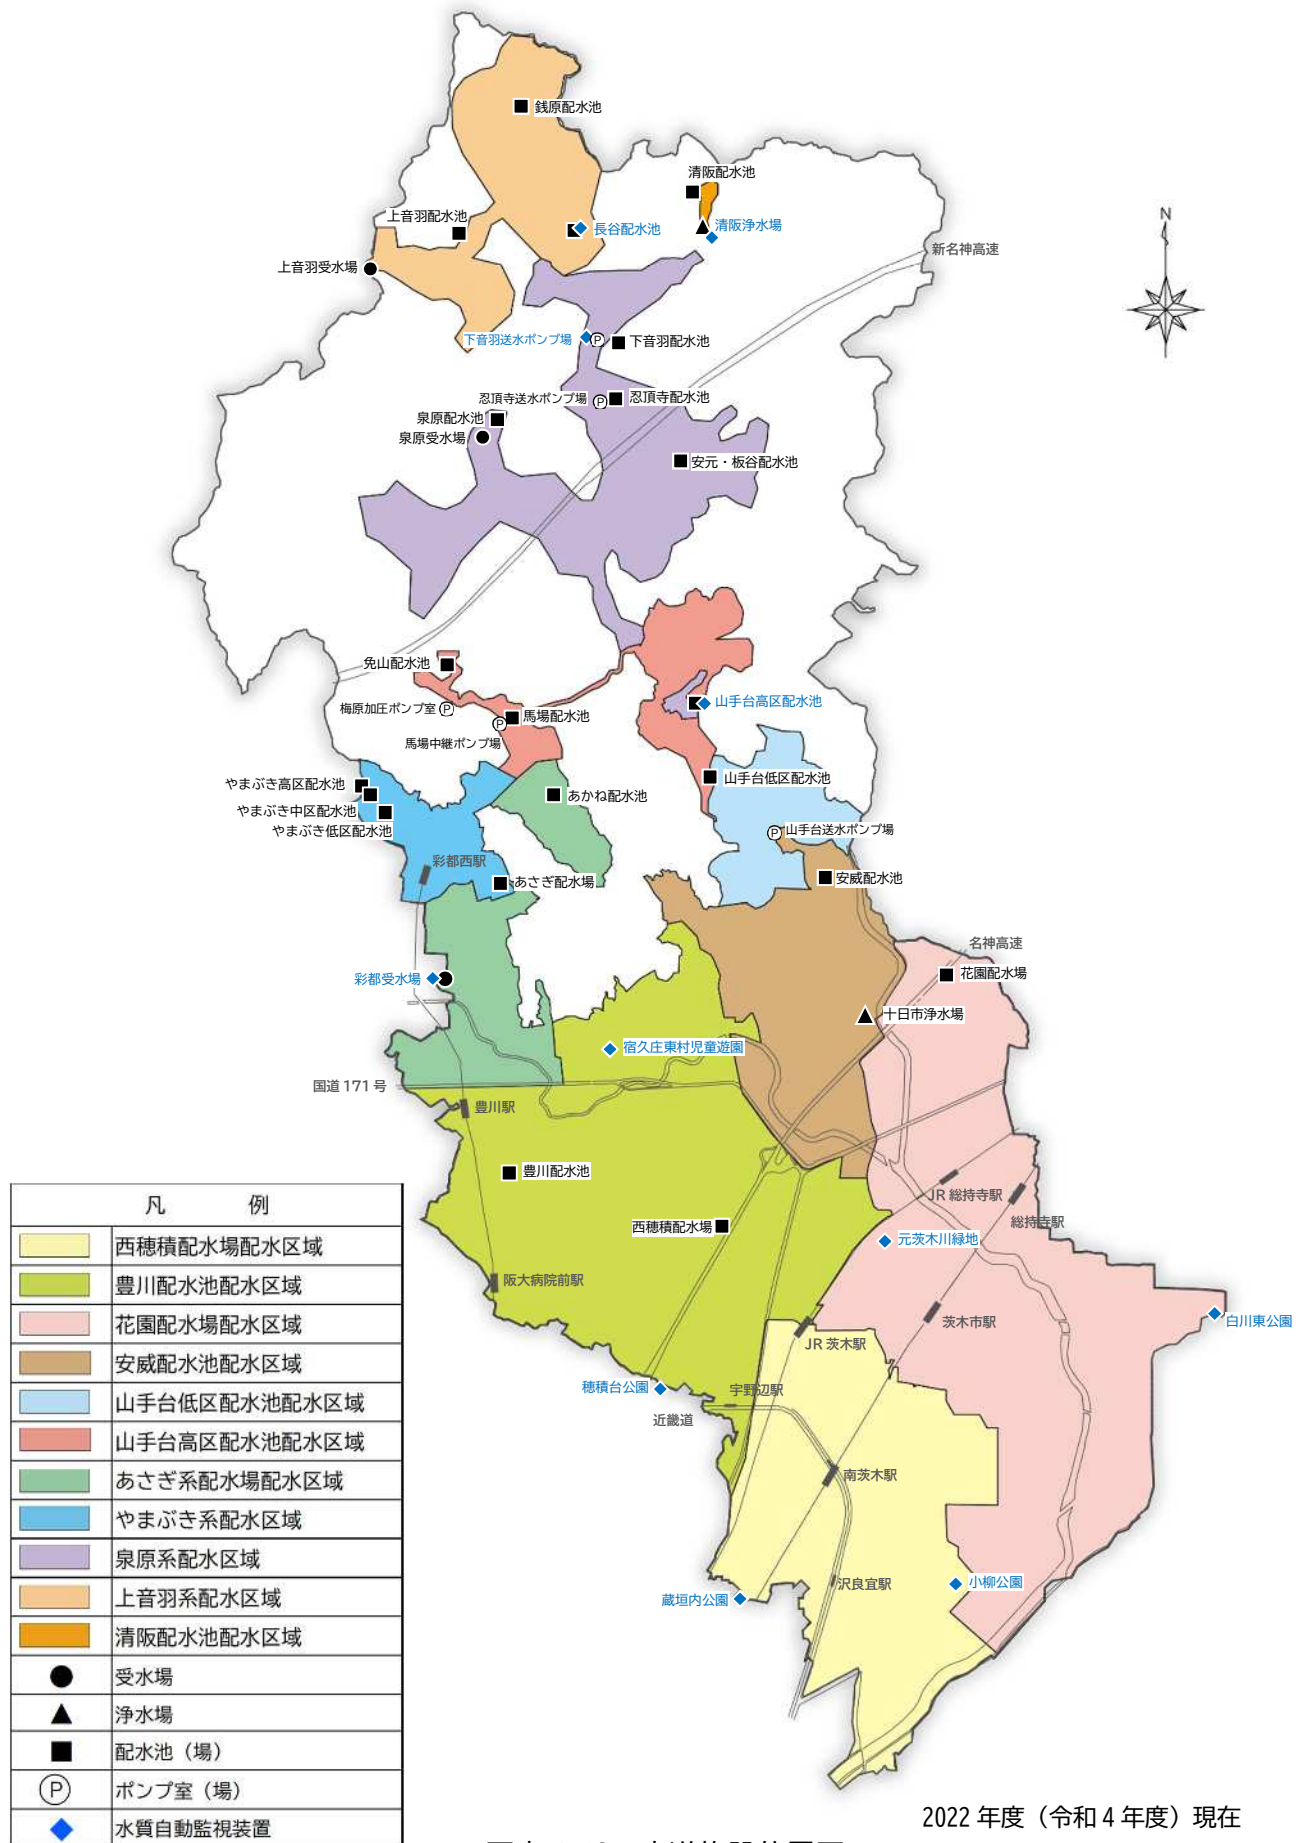 銭原配水池
清阪配水池
上音羽配水池
長谷配水池
清阪浄水場
N
新名神高速
上音羽受水場
下音羽送水ポンプ場
P
下音羽配水池
忍頂寺送水ポンプ場
P
忍頂寺配水池
泉原配水池
泉原受水場
安元・板谷配水池
免山配水池
梅原加圧ポンプ室
P
山手台高区配水池
P
馬場配水池
馬場中継ポンプ場
山手台低区配水池
やまぶき高区配水池
あかね配水池
やまぶき中区配水池
やまぶき低区配水池
P
山手台送水ポンプ場
彩都西駅
あさぎ配水場
安威配水池
名神高速
花園配水場
彩都受水場
十日市浄水場
宿久庄東村児童遊園
国道 171 号
豊川駅
豊川配水池
JR 総持寺駅
総持寺駅
西穂積配水場
元茨木川緑地
阪大病院前駅
茨木市駅
白川東公園
JR 茨木駅
穂積台公園
宇野辺駅
近畿道
南茨木駅
沢良宜駅
小柳公園
蔵垣内公園
凡 例
西穂積配水場配水区域
豊川配水池配水区域
花園配水場配水区域
安威配水池配水区域
山手台低区配水池配水区域
山手台高区配水池配水区域
あさぎ系配水場配水区域
やまぶき系配水区域
泉原系配水区域
上音羽系配水区域
清阪配水池配水区域
受水場
浄水場
配水池（場）
P ポンプ室（場）
水質自動監視装置
2022 年度（令和 4 年度）現在